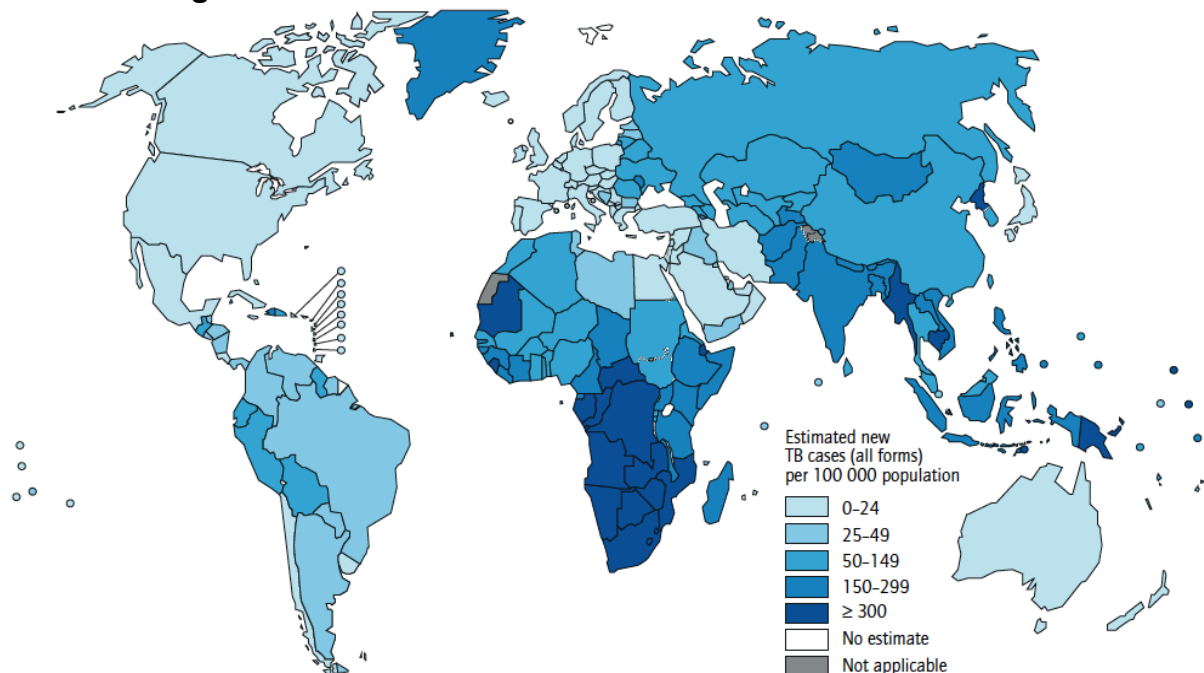 Estimated new
TB cases (all forms)
per 100 000 population
0–24
25–49
50–149
150–299
≥ 300
No estimate
Not applicable